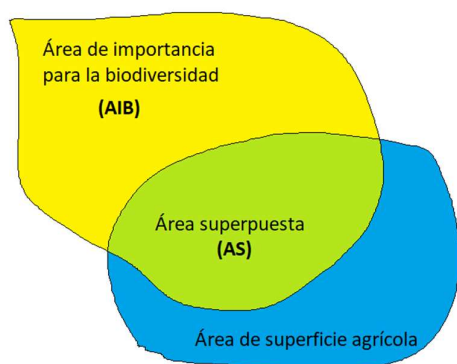 Área de importancia
para la biodiversidad
(AIB)
Área superpuesta
(AS)
Área de superficie agrícola